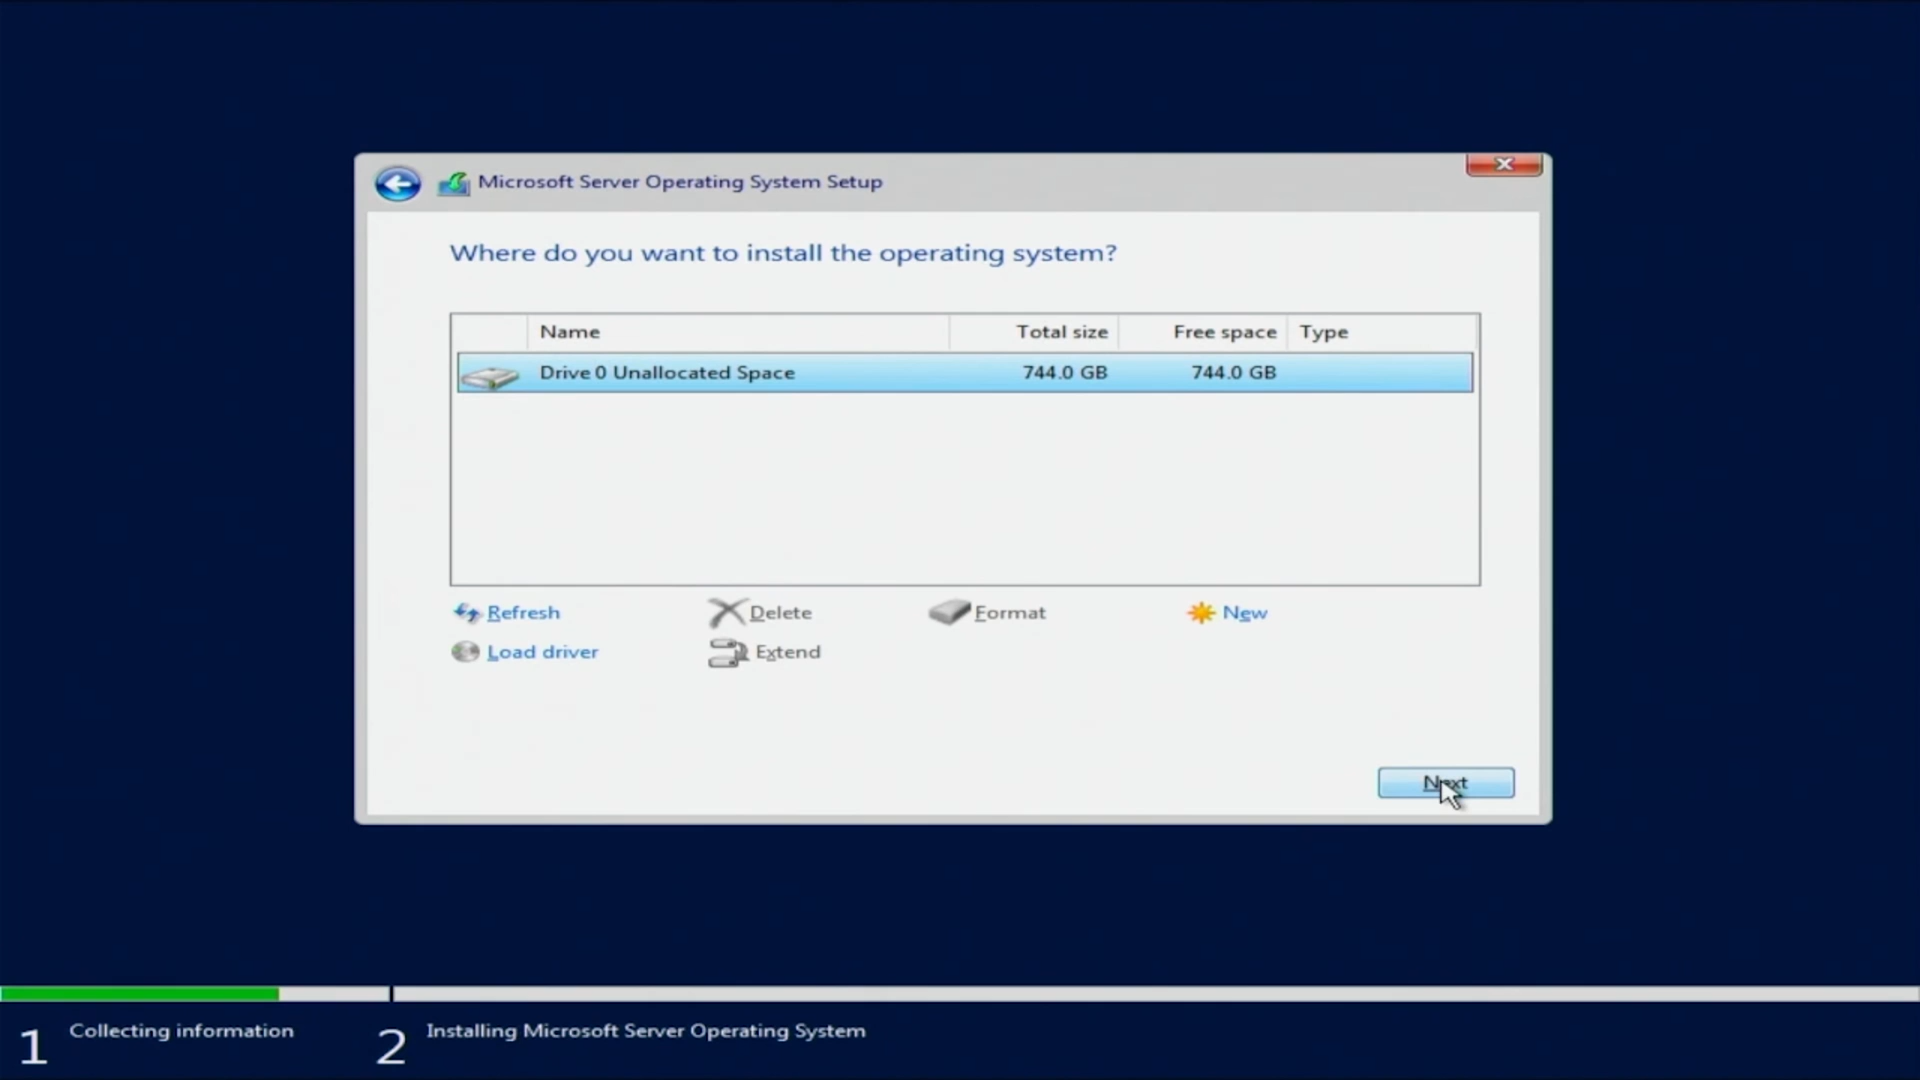 Microsoft Server Operating System Setup
Where do you want to install the operating system?
Name Total size Free space Type
Drive 0 Unallocated Space 744.0 GB 744.0 GB
Refresh Delete Format New
Load driver Extend
Next
1 Collecting information 2 Installing Microsoft Server Operating System